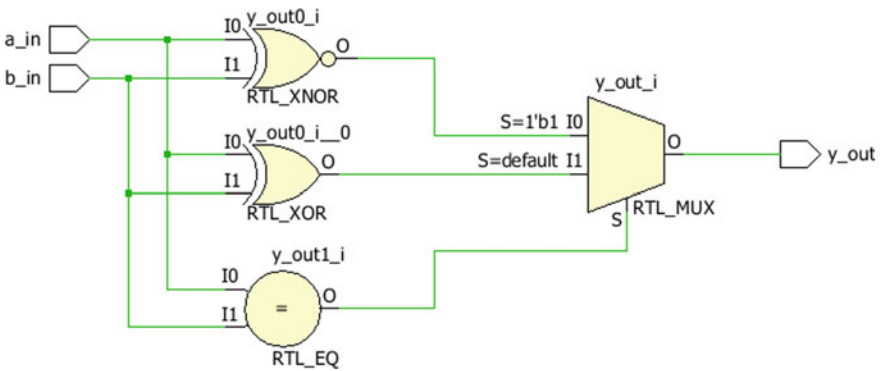 y_out0_i
a_in
I0
O
b_in
I1
RTL_XNOR
y_out_i
S=1'b1 I0
O
y_out
y_out0_i__0
I0
O
I1
RTL_XOR
S=default I1
S
RTL_MUX
y_out1_i
I0
=
O
I1
RTL_EQ